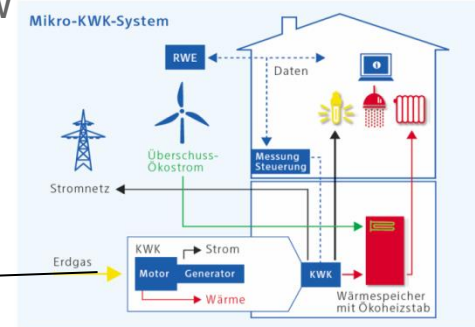 Mikro-KWK-System
RWE
Daten
Überschuss-
Ökostrom
Messung
Steuerung
Stromnetz
Erdgas
KWK
Strom
Motor
Generator
Wärme
KWK
Wärmespeicher
mit Ökoheizstab